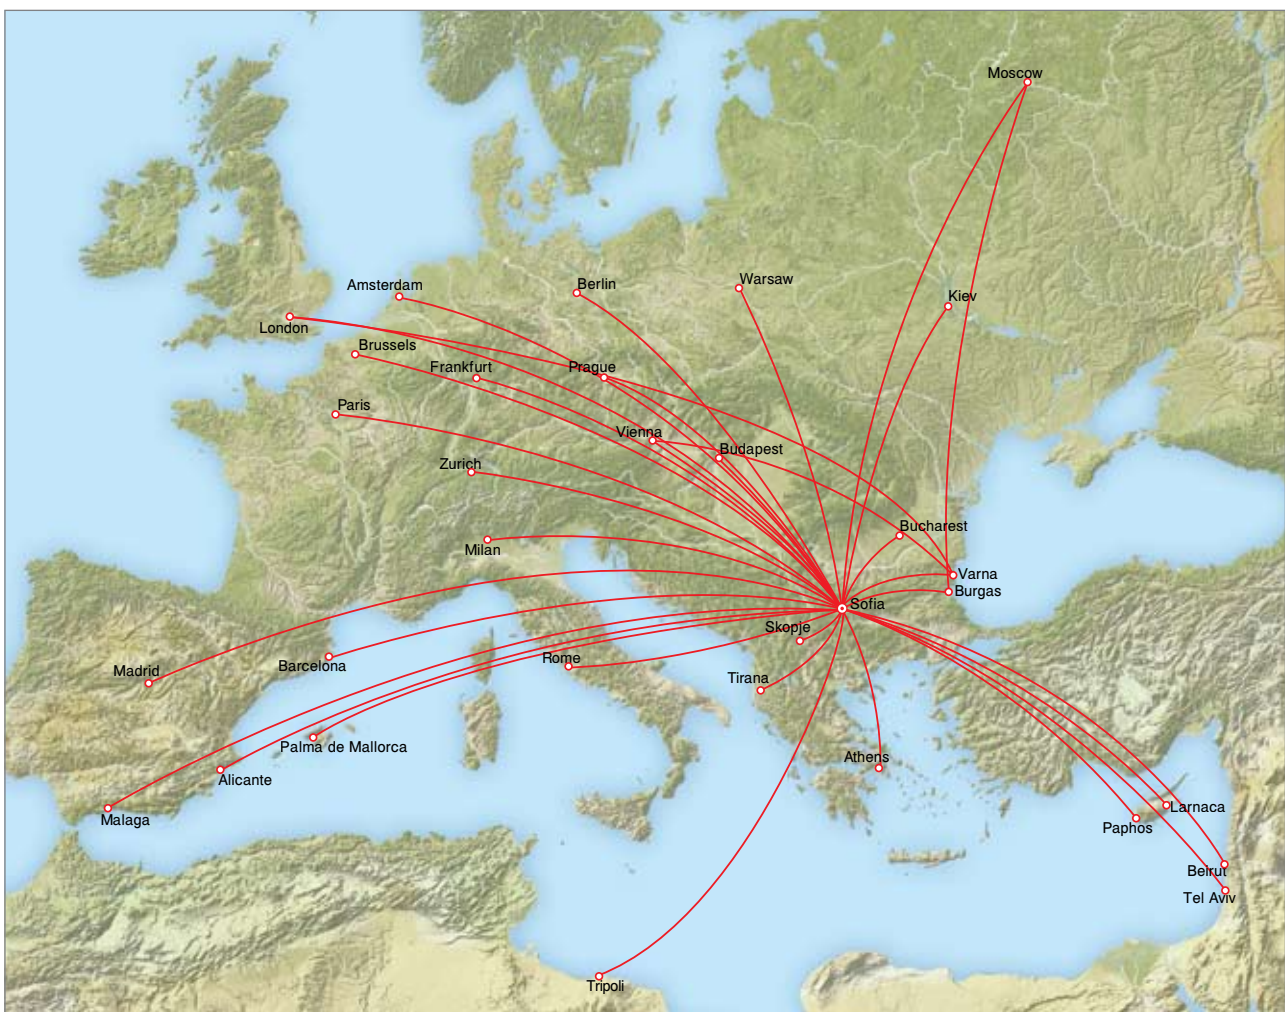 Moscow
Warsaw
Berlin
Amsterdam
Kiev
London
Brussels
Frankfurt
Prague
Paris
Vienna
Budapest
Zurich
Bucharest
Milan
Varna
Burgas
Sofia
Skopje
Rome
Barcelona
Madrid
Tirana
Palma de Mallorca
Athens
Alicante
Larnaca
Malaga
Paphos
Beirut
Tel Aviv
Tripoli